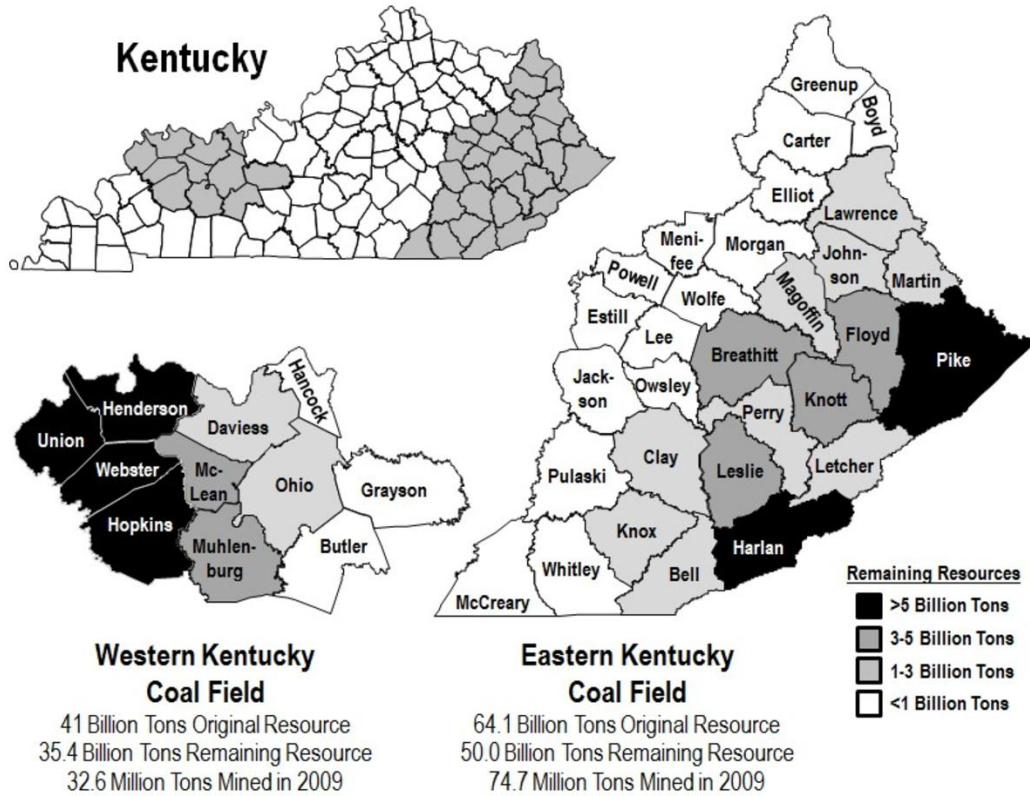 Kentucky
Greenup
Boyd
Carter
Elliot
Lawrence
Meni-
fee
Morgan
John-
son
Martin
Powell
Wolfe
Magoffin
Estill
Lee
Breathitt
Floyd
Pike
Jack-
son
Owsley
Perry
Knott
Pulaski
Clay
Leslie
Letcher
Knox
Harlan
Whitley
Bell
McCreary
Hancock
Henderson
Daviess
Union
Webster
Mc-
Lean
Ohio
Grayson
Hopkins
Muhlen-
burg
Butler
Remaining Resources
>5 Billion Tons
3-5 Billion Tons
1-3 Billion Tons
<1 Billion Tons
Western Kentucky
Coal Field
41 Billion Tons Original Resource
35.4 Billion Tons Remaining Resource
32.6 Million Tons Mined in 2009
Eastern Kentucky
Coal Field
64.1 Billion Tons Original Resource
50.0 Billion Tons Remaining Resource
74.7 Million Tons Mined in 2009